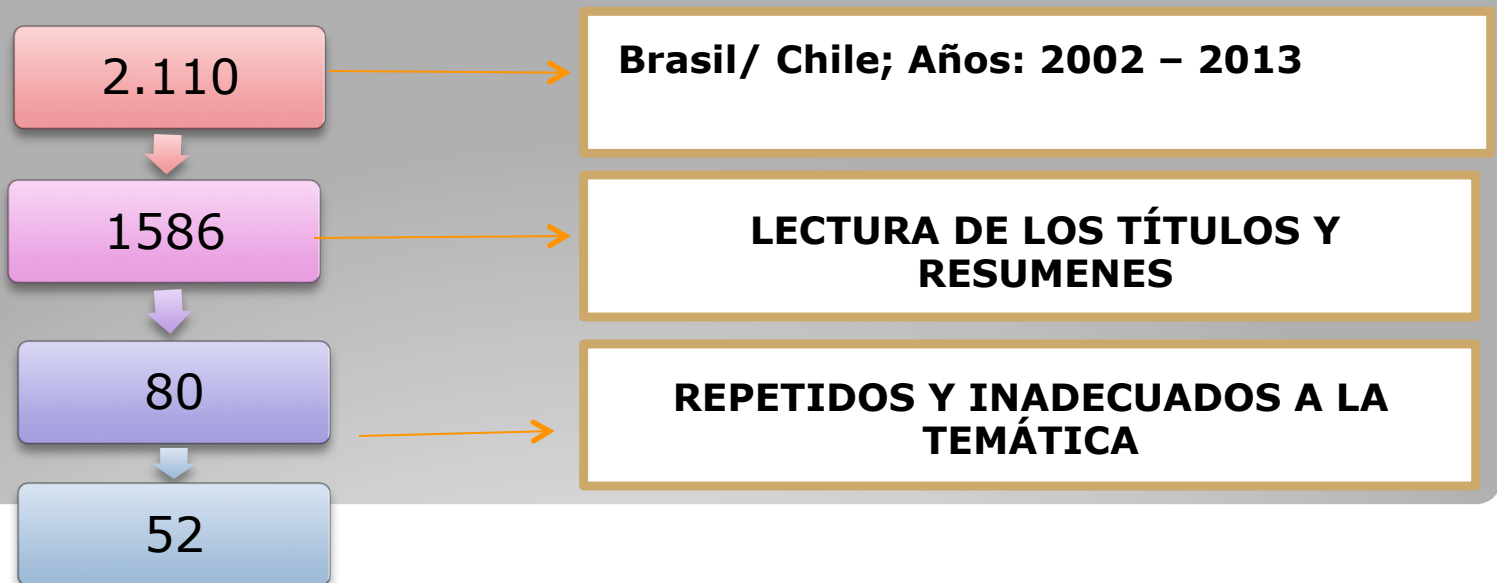 2.110
Brasil/ Chile; Años: 2002 – 2013
1586
LECTURA DE LOS TÍTULOS Y
RESUMENES
80
REPETIDOS Y INADECUADOS A LA
TEMÁTICA
52